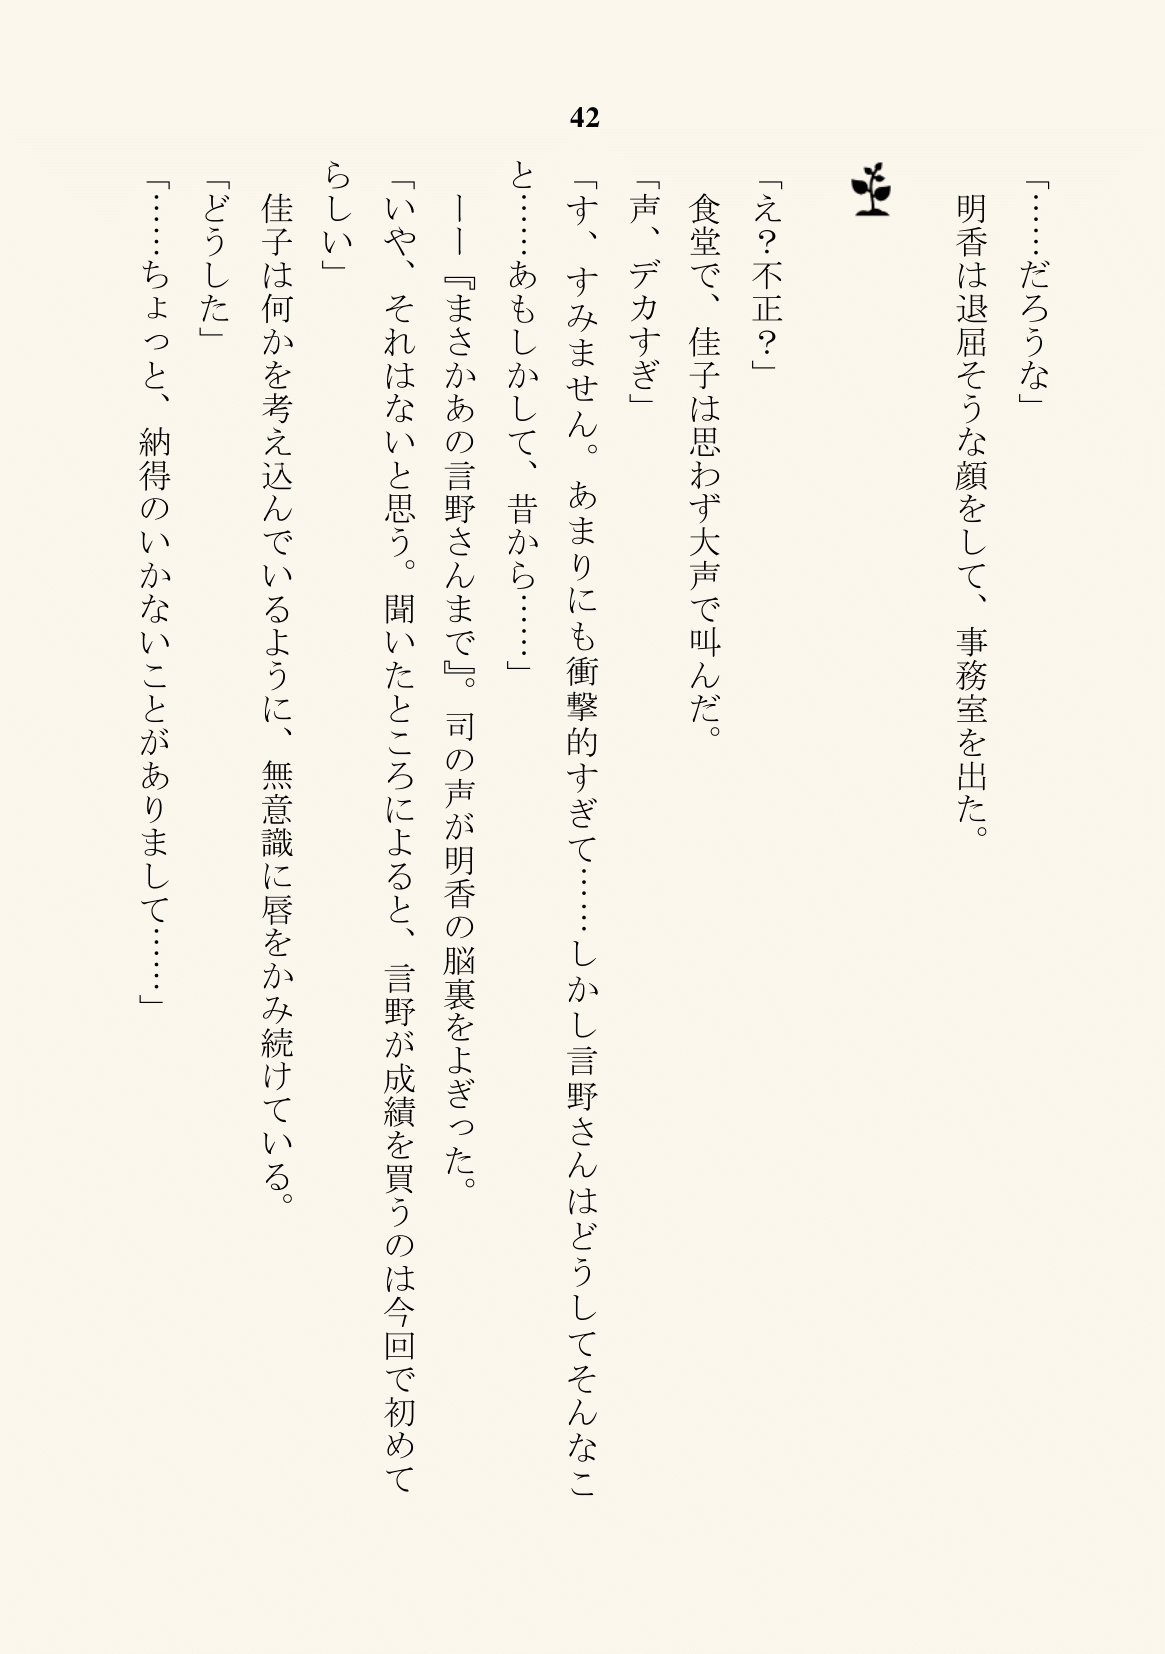 42
「……だろうな」
　明香は退屈そうな顔をして、事務室を出た。
「え？不正？」
　食堂で、佳子は思わず大声で叫んだ。
「声、デカすぎ」
「す、すみません。あまりにも衝撃的すぎて……しかし言野さんはどうしてそんなこ
と……あもしかして、昔から……」
　ーー『まさかあの言野さんまで』。司の声が明香の脳裏をよぎった。
「いや、それはないと思う。聞いたところによると、言野が成績を買うのは今回で初めて
らしい」
　佳子は何かを考え込んでいるように、無意識に唇をかみ続けている。
「どうした」
「……ちょっと、納得のいかないことがありまして……」